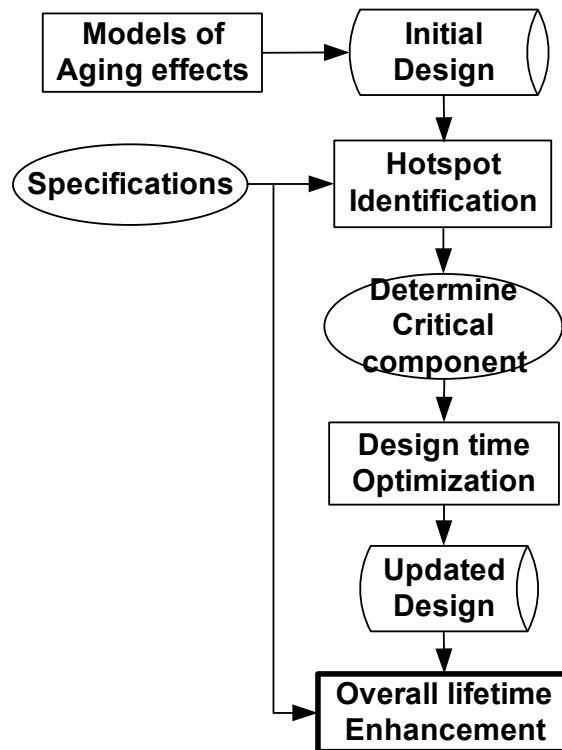 Models of
Aging effects
Initial
Design
Specifications
Hotspot
Identification
Determine
Critical
component
Design time
Optimization
Updated
Design
Overall lifetime
Enhancement